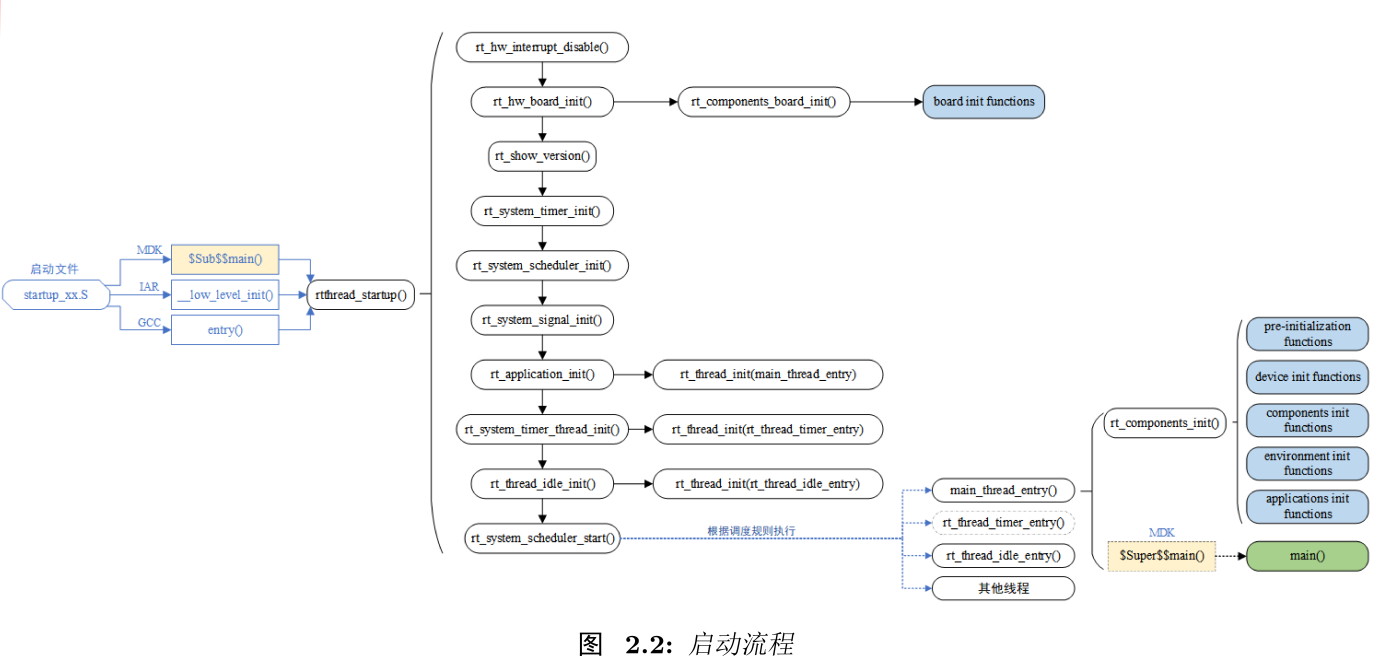 启动文件
startup_xx.S
MDK
$Sub$$main()
IAR
__low_level_init()
GCC
entry()
rtthread_startup()
rt_hw_interrupt_disable()
rt_hw_board_init()
rt_components_board_init()
board init functions
rt_show_version()
rt_system_timer_init()
rt_system_scheduler_init()
rt_system_signal_init()
rt_application_init()
rt_thread_init(main_thread_entry)
rt_system_timer_thread_init()
rt_thread_init(rt_thread_timer_entry)
rt_thread_idle_init()
rt_thread_init(rt_thread_idle_entry)
rt_system_scheduler_start()
根据调度规则执行
main_thread_entry()
rt_thread_timer_entry()
rt_thread_idle_entry()
其他线程
rt_components_init()
pre-initialization
functions
device init functions
components init
functions
environment init
functions
applications init
functions
MDK
$Super$$main()
main()
图 2.2: 启动流程